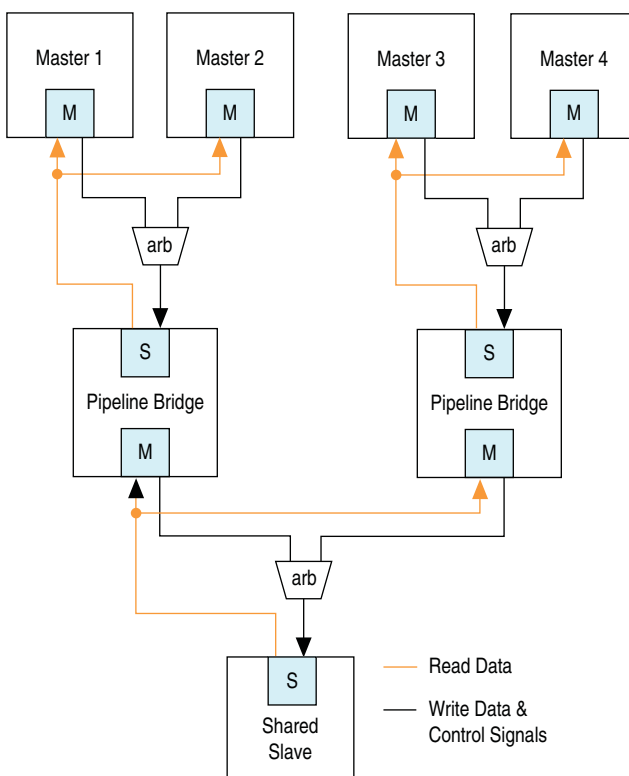 Master 1
Master 2
Master 3
Master 4
M
M
M
M
arb
arb
S
S
Pipeline Bridge
Pipeline Bridge
M
M
arb
S
Shared
Slave
Read Data
Write Data &
Control Signals